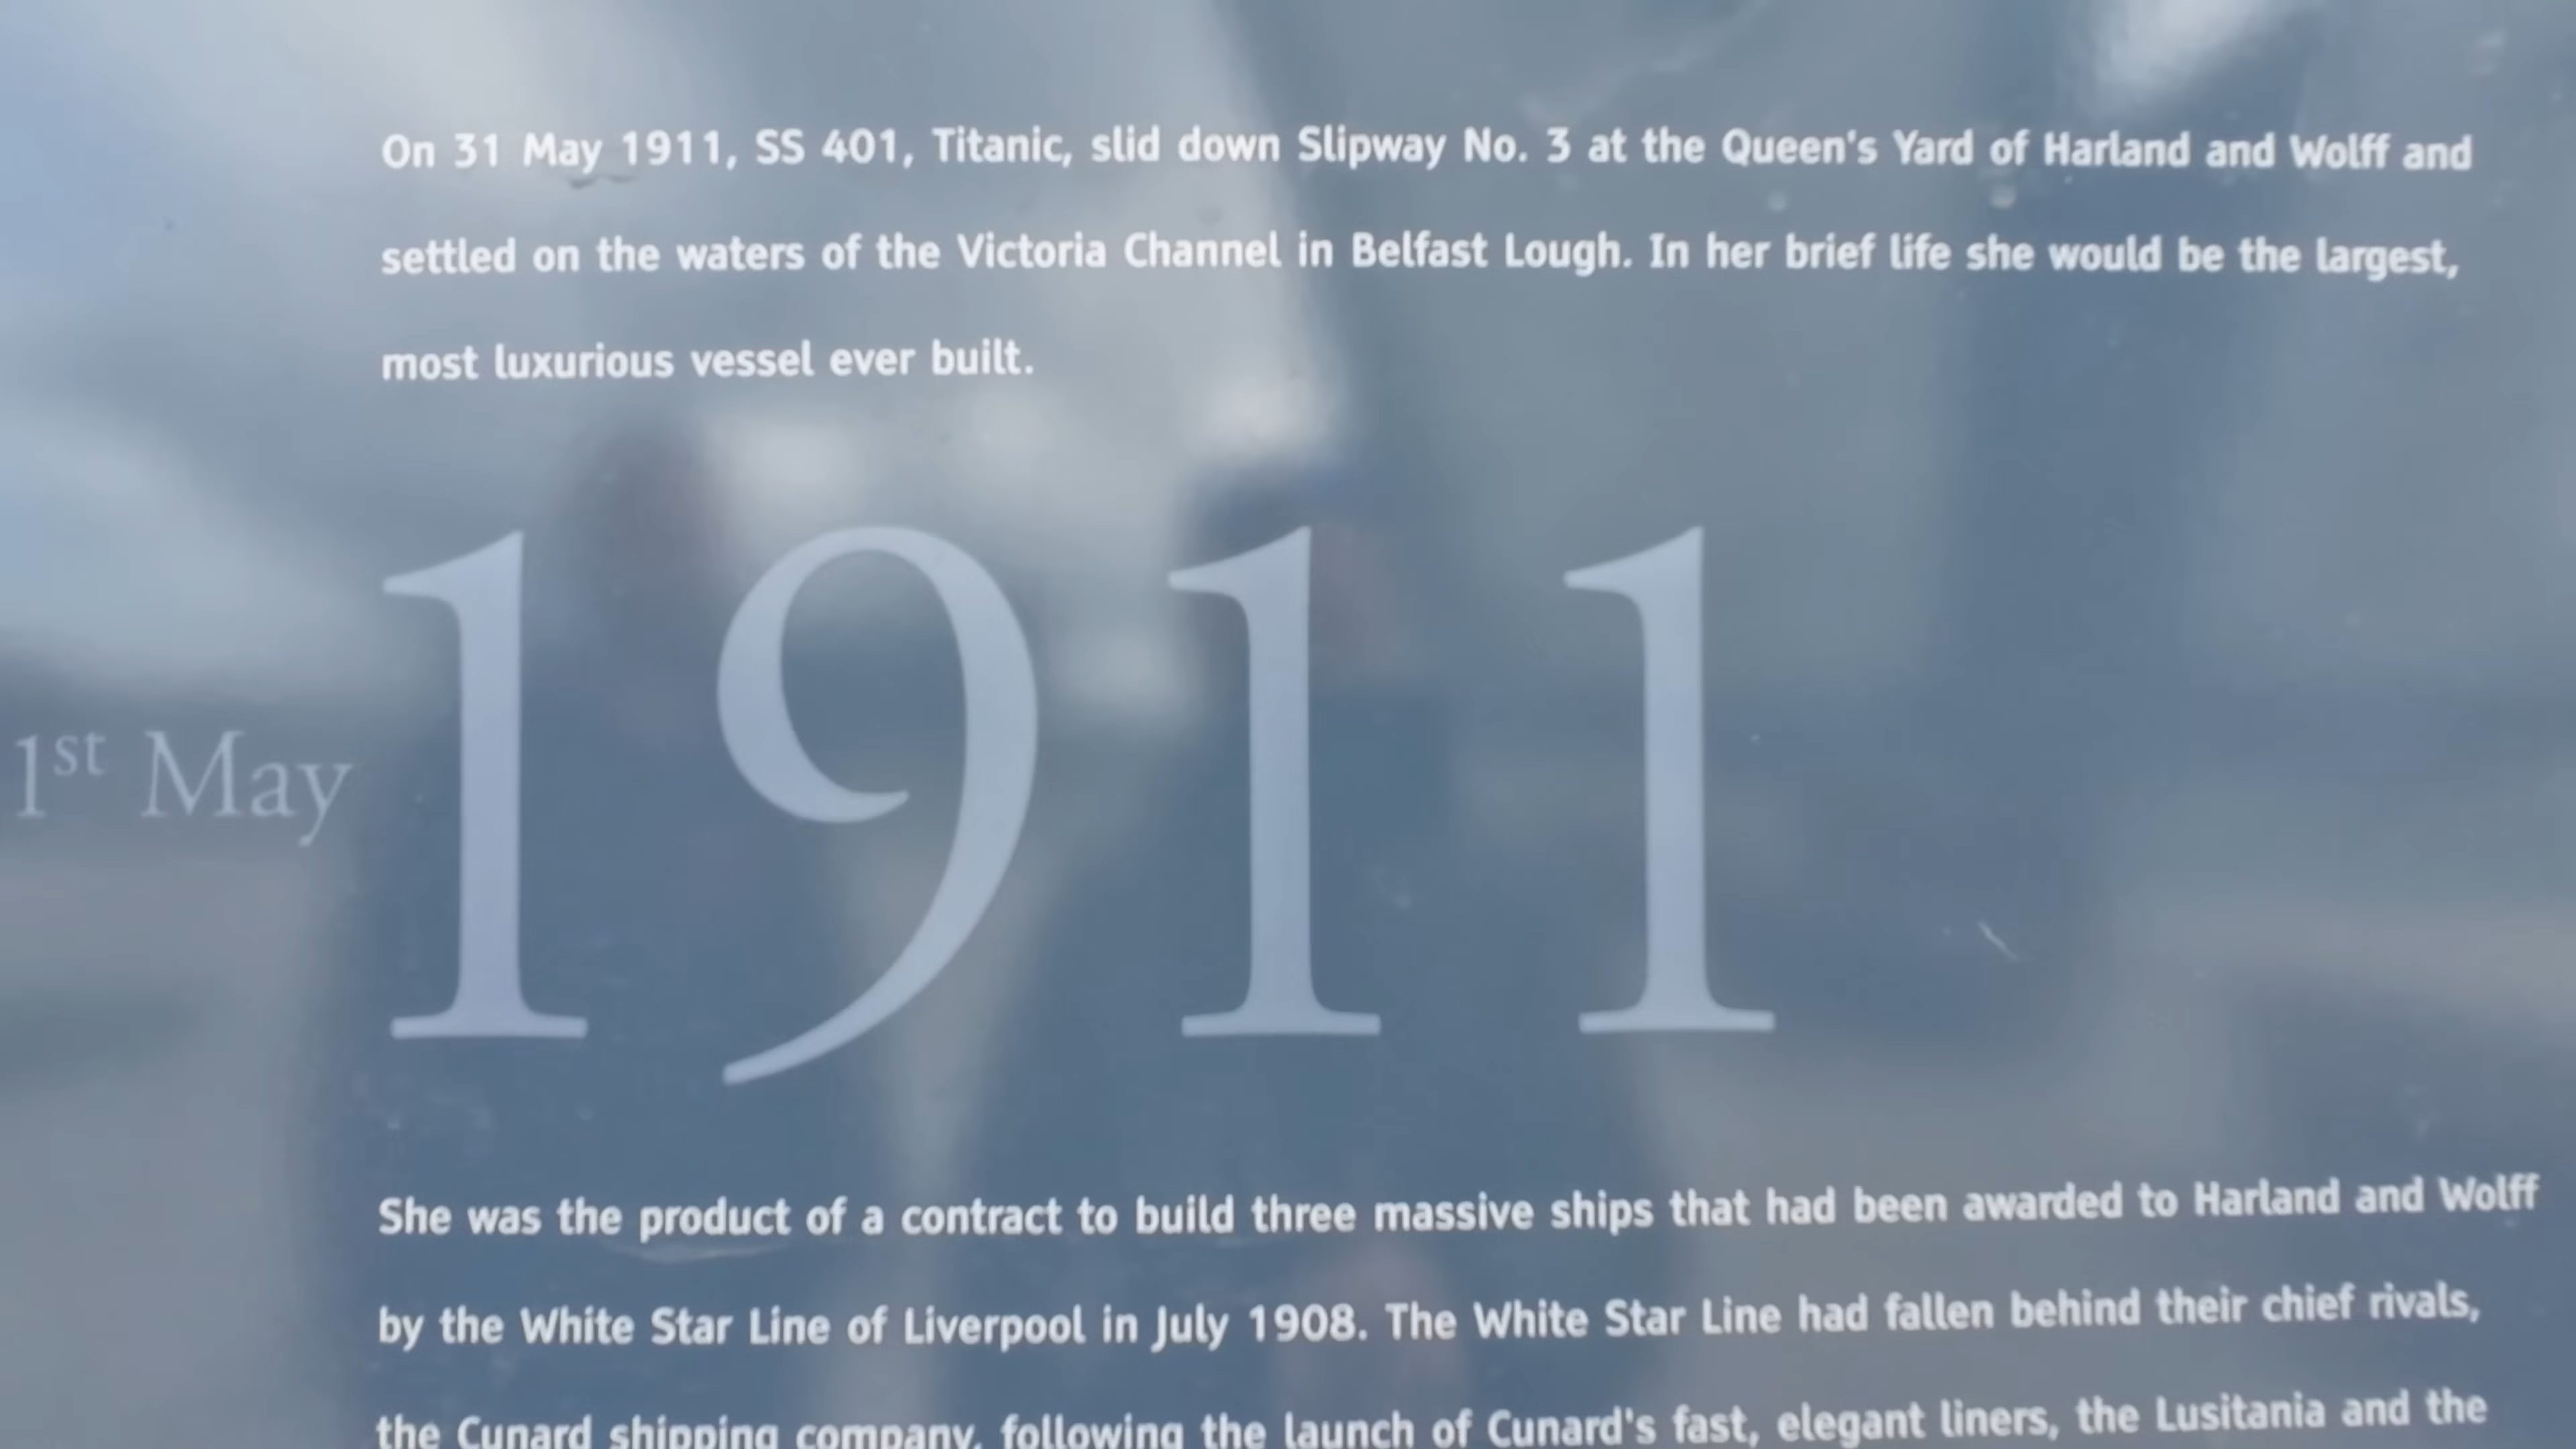 On 31 May 1911, SS 401, Titanic, slid down Slipway No. 3 at the Queen's Yard of Harland and Wolff and
settled on the waters of the Victoria Channel in Belfast Lough. In her brief life she would be the largest,
most luxurious vessel ever built.
1st May 1911
She was the product of a contract to build three massive ships that had been awarded to Harland and Wolff
by the White Star Line of Liverpool in July 1908. The White Star Line had fallen behind their chief rivals,
the Cunard shipping company, following the launch of Cunard's fast, elegant liners, the Lusitania and the